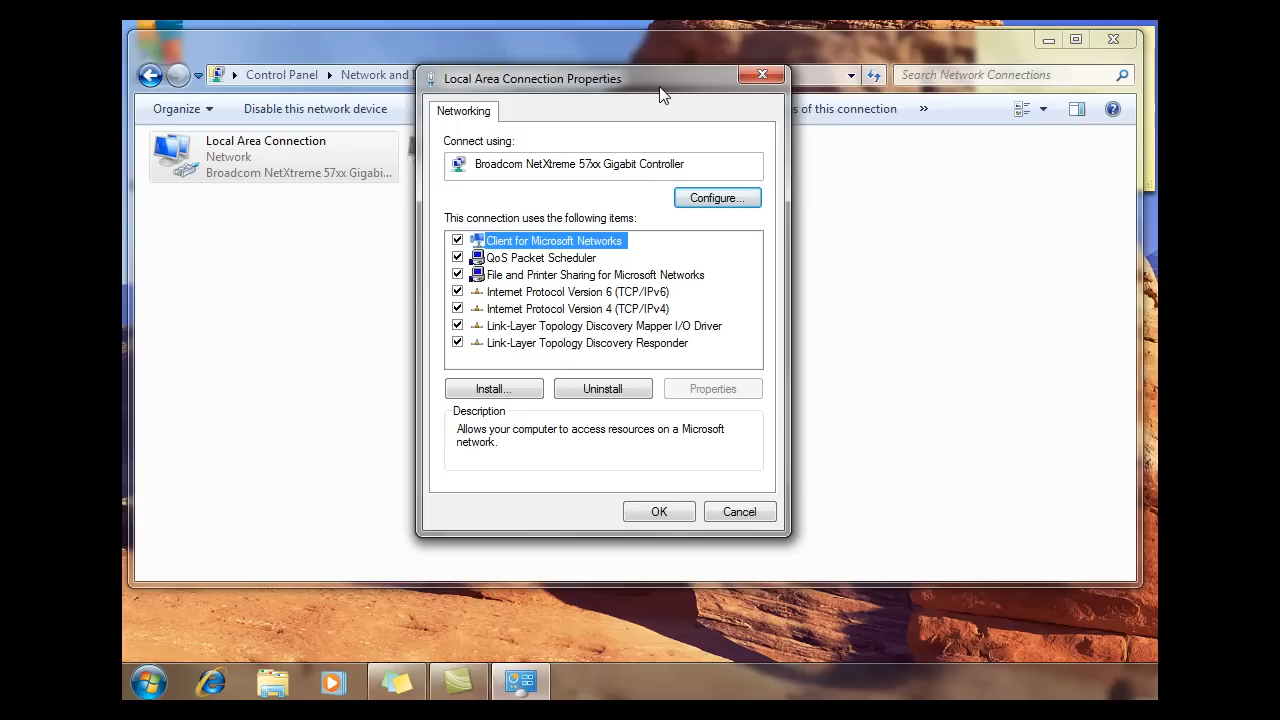 Control Panel
Network and I
Search Network Connections
Organize
Disable this network device
s of this connection
»
Local Area Connection
Network
Broadcom NetXtreme 57xx Gigabi...
Local Area Connection Properties
Networking
Connect using:
Broadcom NetXtreme 57xx Gigabit Controller
Configure...
This connection uses the following items:
Client for Microsoft Networks
QoS Packet Scheduler
File and Printer Sharing for Microsoft Networks
Internet Protocol Version 6 (TCP/IPv6)
Internet Protocol Version 4 (TCP/IPv4)
Link-Layer Topology Discovery Mapper I/O Driver
Link-Layer Topology Discovery Responder
Install...
Uninstall
Properties
Description
Allows your computer to access resources on a Microsoft
network.
OK
Cancel